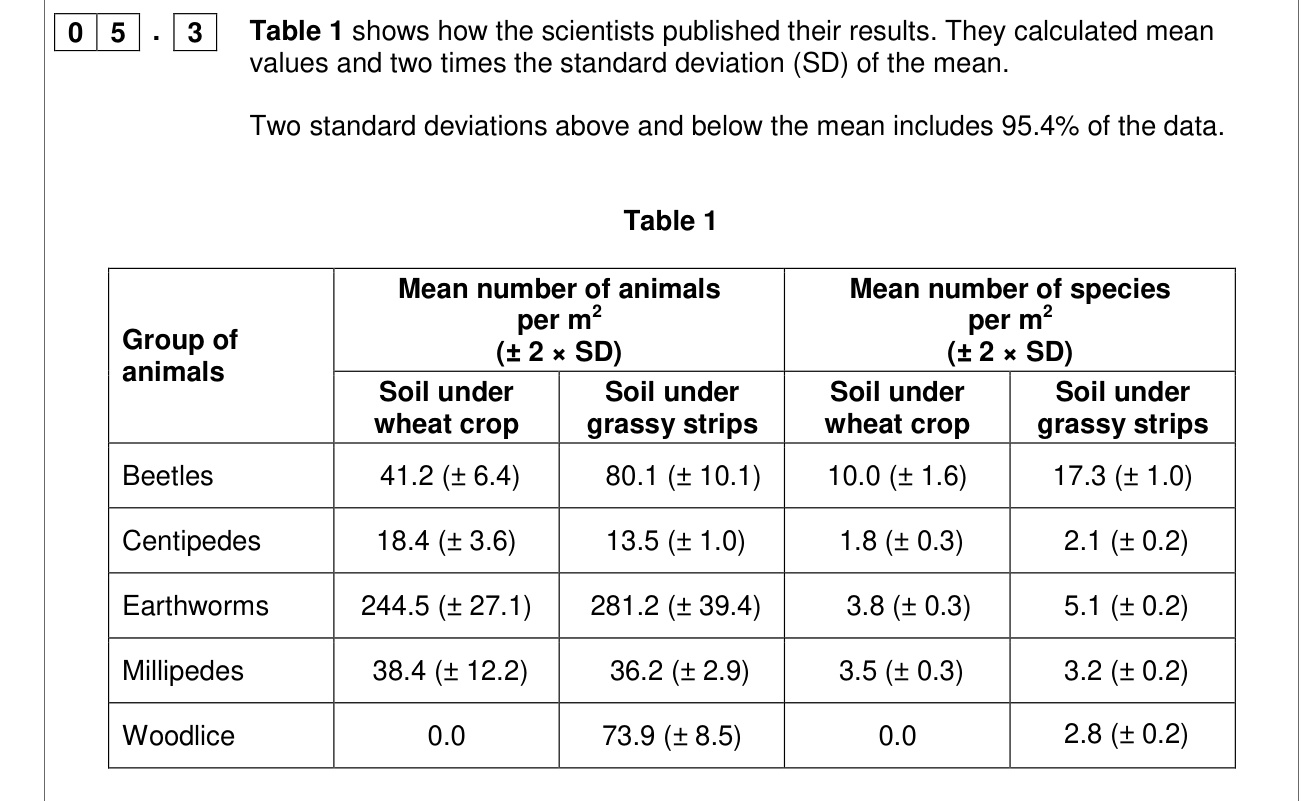 05.3 Table 1 shows how the scientists published their results. They calculated mean
values and two times the standard deviation (SD) of the mean.
Two standard deviations above and below the mean includes 95.4% of the data.
Table 1
Group of
animals
Mean number of animals
per m²
(± 2 × SD)
Mean number of species
per m²
(± 2 × SD)
Soil under
wheat crop
Soil under
grassy strips
Soil under
wheat crop
Soil under
grassy strips
Beetles 41.2 (± 6.4) 80.1 (± 10.1) 10.0 (± 1.6) 17.3 (± 1.0)
Centipedes 18.4 (± 3.6) 13.5 (± 1.0) 1.8 (± 0.3) 2.1 (± 0.2)
Earthworms 244.5 (± 27.1) 281.2 (± 39.4) 3.8 (± 0.3) 5.1 (± 0.2)
Millipedes 38.4 (± 12.2) 36.2 (± 2.9) 3.5 (± 0.3) 3.2 (± 0.2)
Woodlice 0.0 73.9 (± 8.5) 0.0 2.8 (± 0.2)